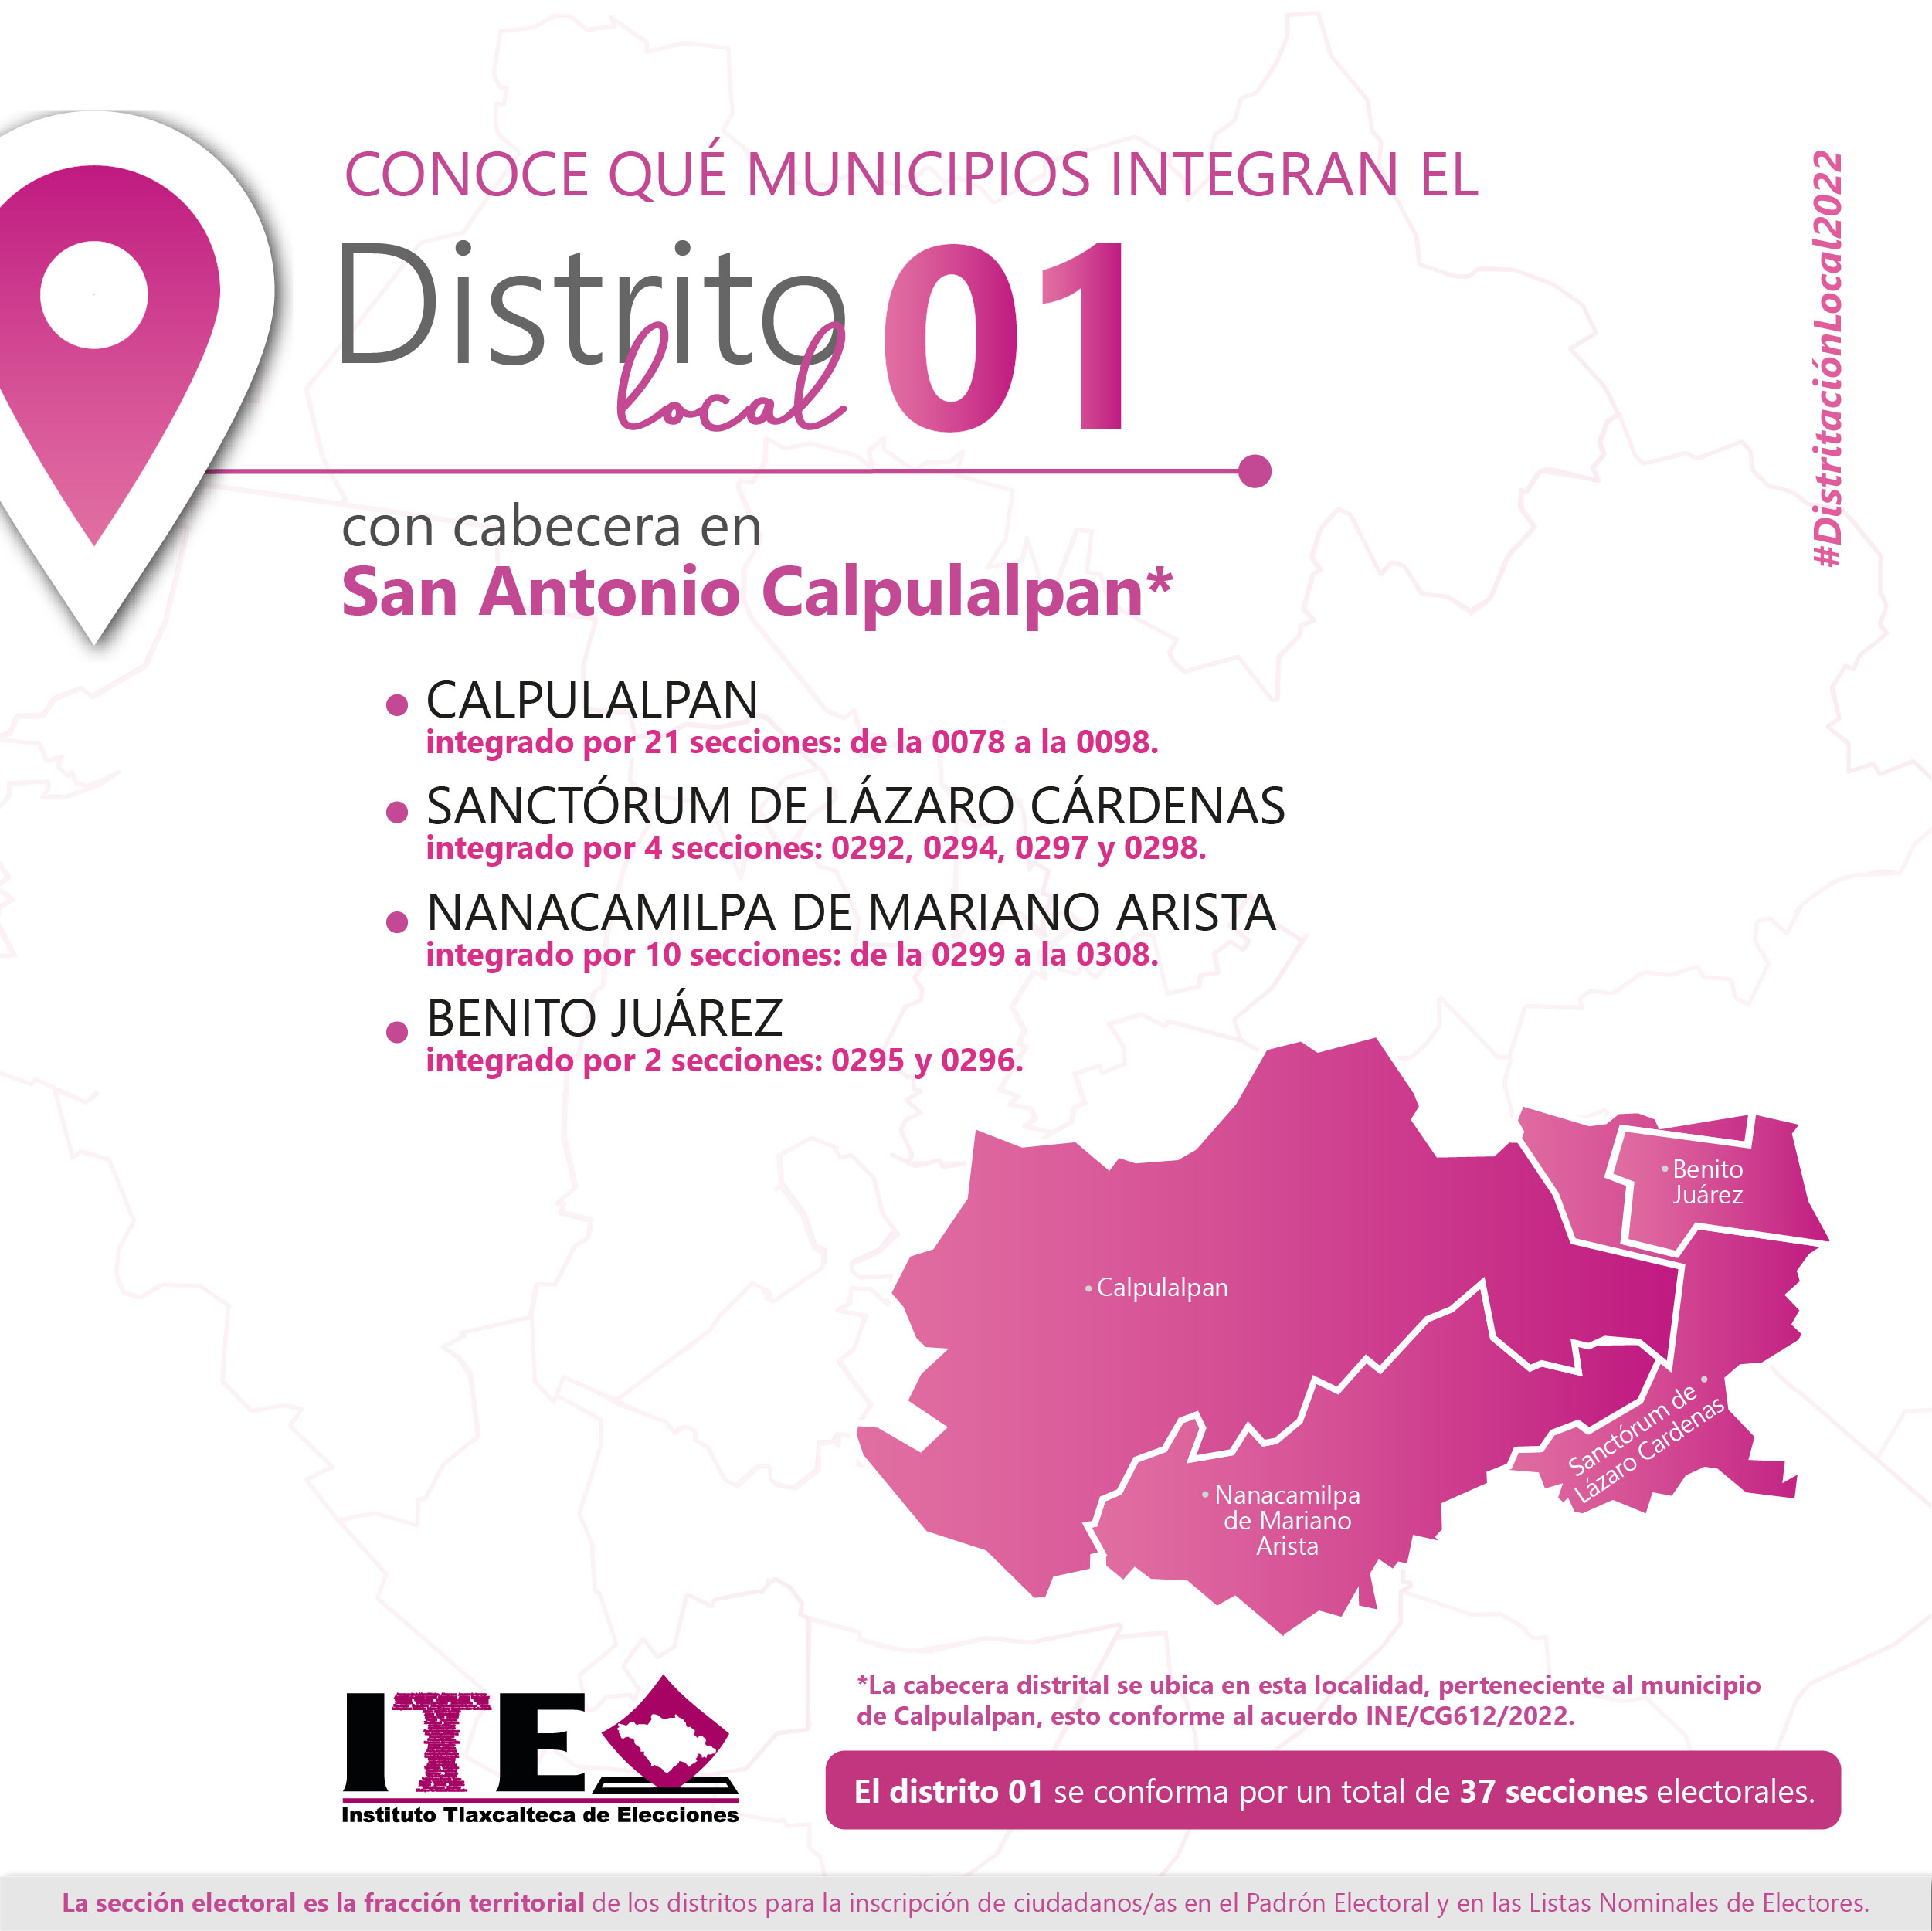 CONOCE QUÉ MUNICIPIOS INTEGRAN EL
Distrito local 01
con cabecera en
San Antonio Calpulalpan*
CALPULALPAN
integrado por 21 secciones: de la 0078 a la 0098.
SANCTÓRUM DE LÁZARO CÁRDENAS
integrado por 4 secciones: 0292, 0294, 0297 y 0298.
NANACAMILPA DE MARIANO ARISTA
integrado por 10 secciones: de la 0299 a la 0308.
BENITO JUÁREZ
integrado por 2 secciones: 0295 y 0296.
#DistritaciónLocal2022
Benito
Juárez
Calpulalpan
Sanctórum de
Lázaro Cardenas
Nanacamilpa
de Mariano
Arista
*La cabecera distrital se ubica en esta localidad, perteneciente al municipio
de Calpulalpan, esto conforme al acuerdo INE/CG612/2022.
ITE
Instituto Tlaxcalteca de Elecciones
El distrito 01 se conforma por un total de 37 secciones electorales.
La sección electoral es la fracción territorial de los distritos para la inscripción de ciudadanos/as en el Padrón Electoral y en las Listas Nominales de Electores.